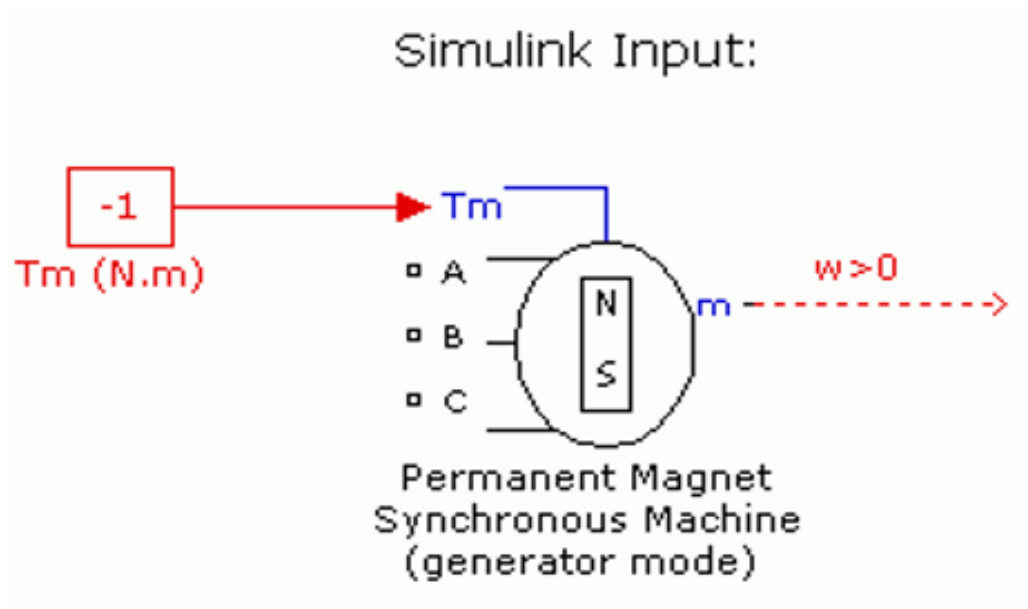 Simulink Input:
-1
Tm (N.m)
Tm
A
B
C
N
S
m
w>0
Permanent Magnet
Synchronous Machine
(generator mode)